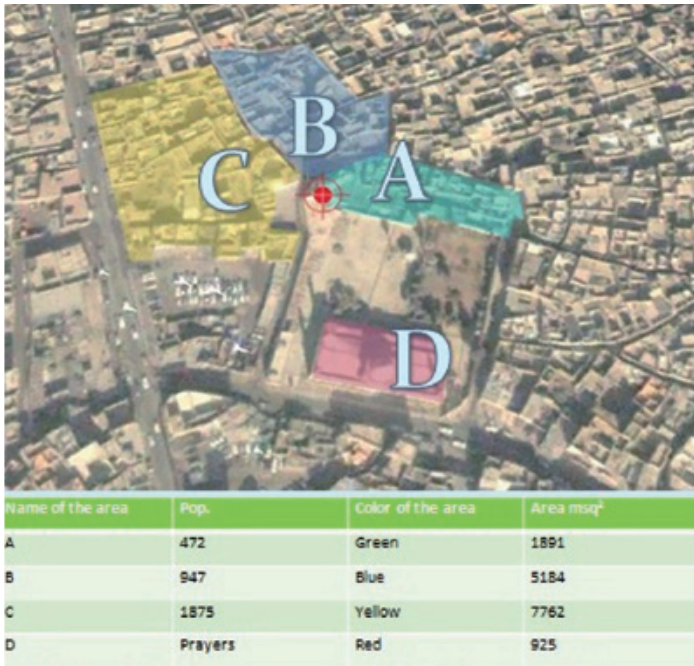 B
A
C
D
Name of the area Pop. Color of the area Area msq²
A 472 Green 1891
B 947 Blue 5184
C 1875 Yellow 7762
D Prayers Red 925